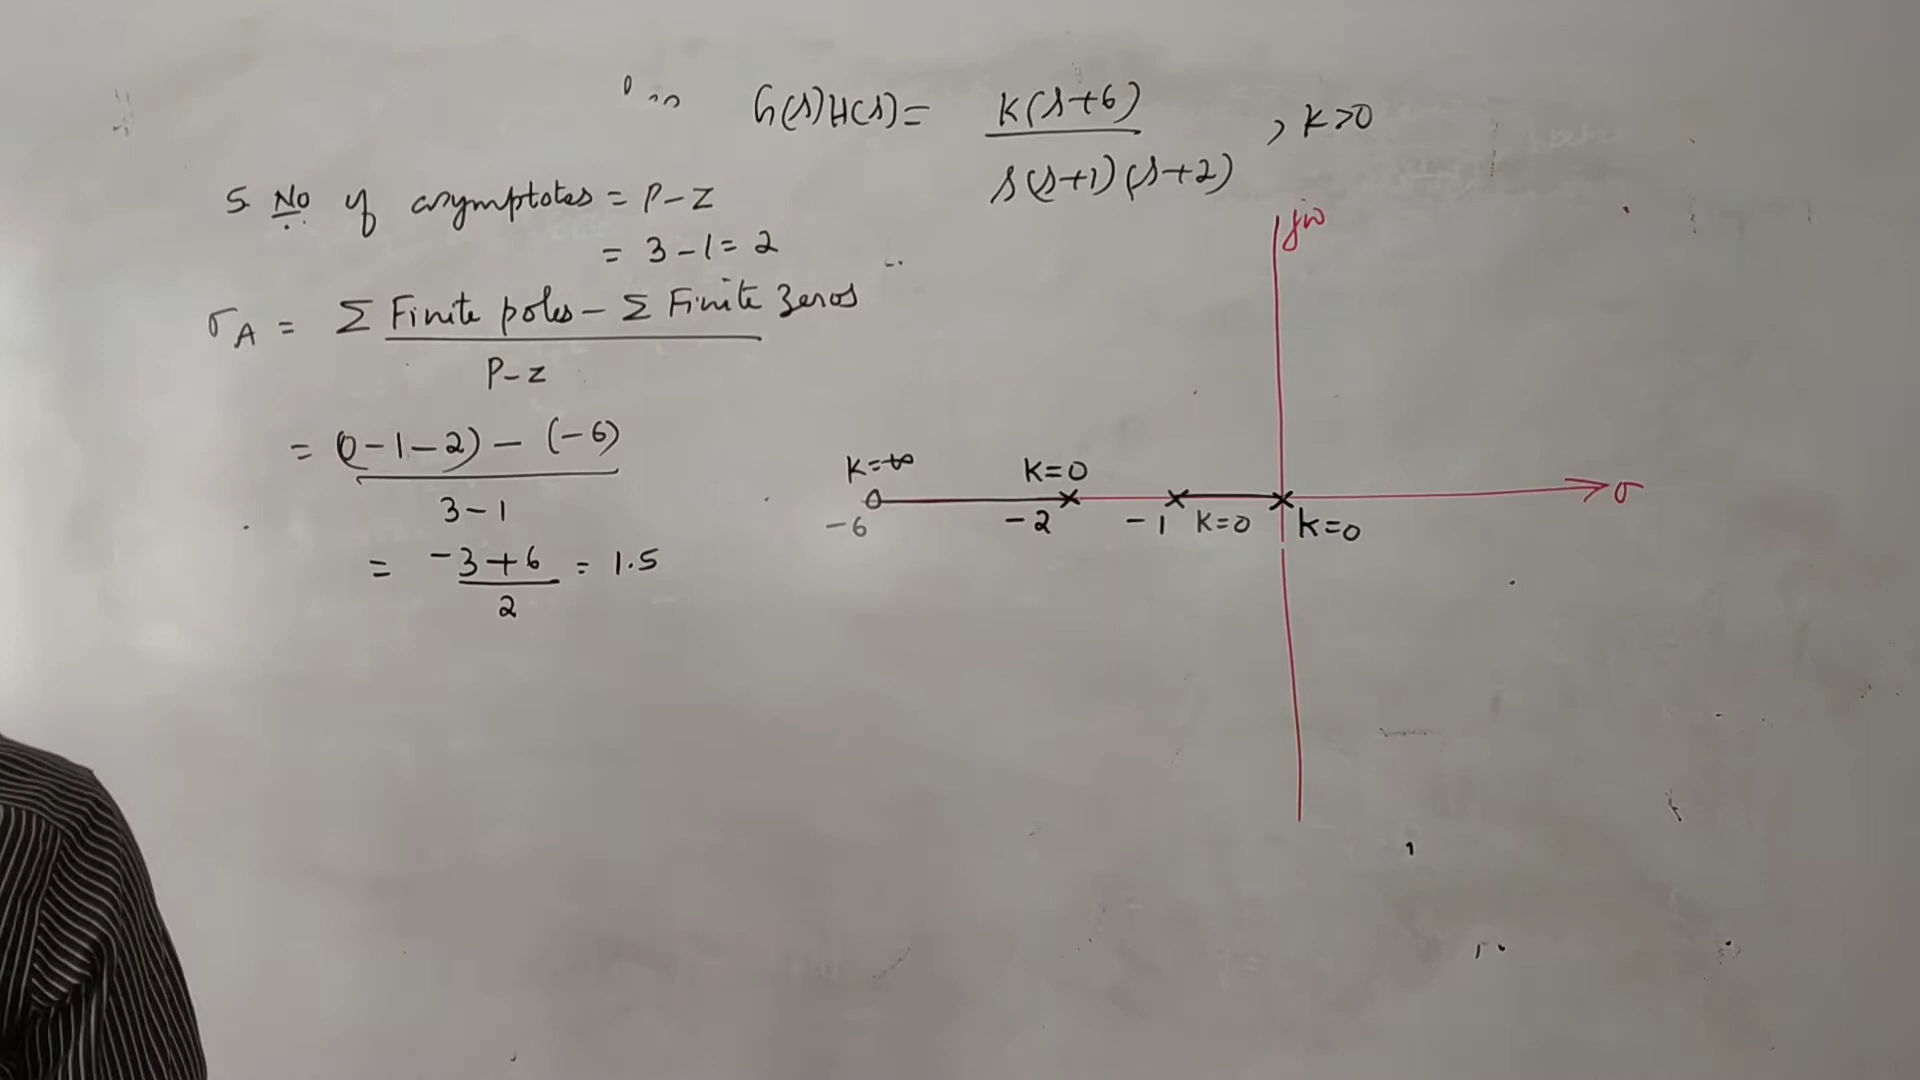 G(s)H(s) = K(s+6) / s(s+1)(s+2) , K>0
5. No of asymptotes = P-Z
= 3-1 = 2
σA = Σ Finite poles - Σ Finite Zeros / P-Z
= (0-1-2) - (-6) / 3-1
= -3+6 / 2 = 1.5
jω
K=∞ K=0
σ
-6 -2 -1 K=0 K=0